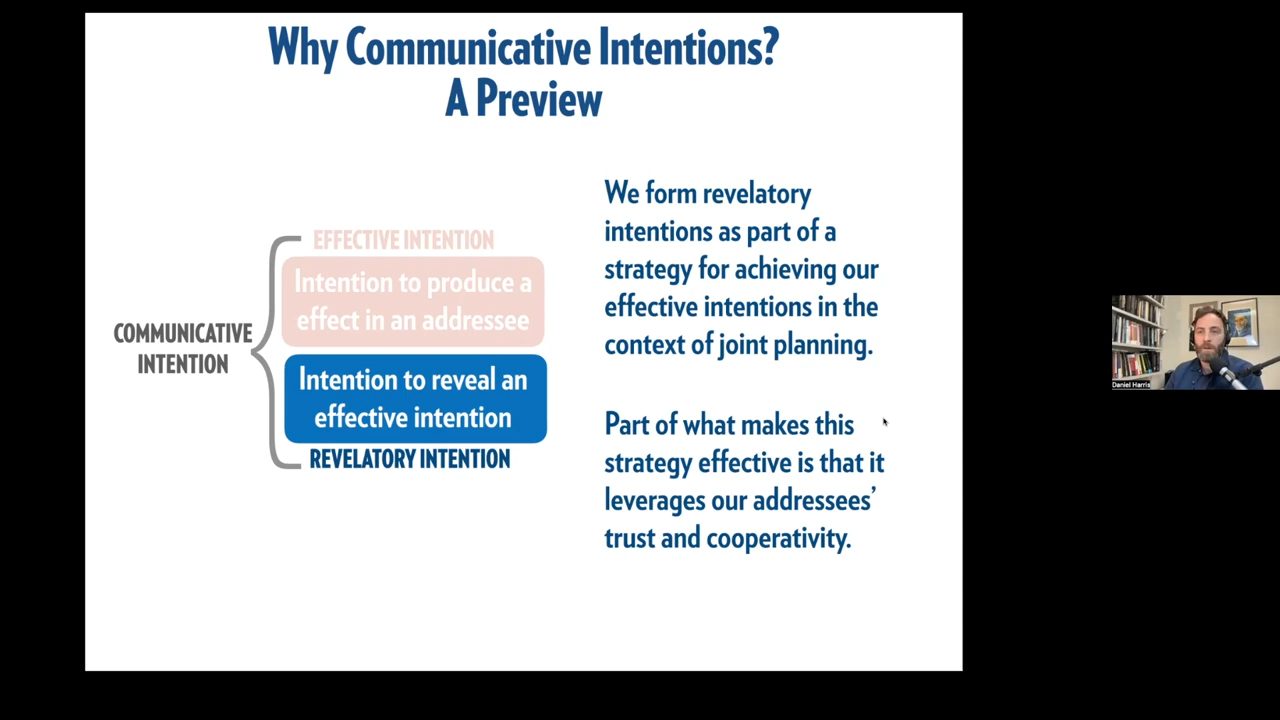 Why Communicative Intentions?
A Preview
EFFECTIVE INTENTION
Intention to produce a
effect in an addressee
COMMUNICATIVE
INTENTION
Intention to reveal an
effective intention
REVELATORY INTENTION
We form revelatory
intentions as part of a
strategy for achieving our
effective intentions in the
context of joint planning.
Part of what makes this
strategy effective is that it
leverages our addressees’
trust and cooperativity.
Daniel Harris